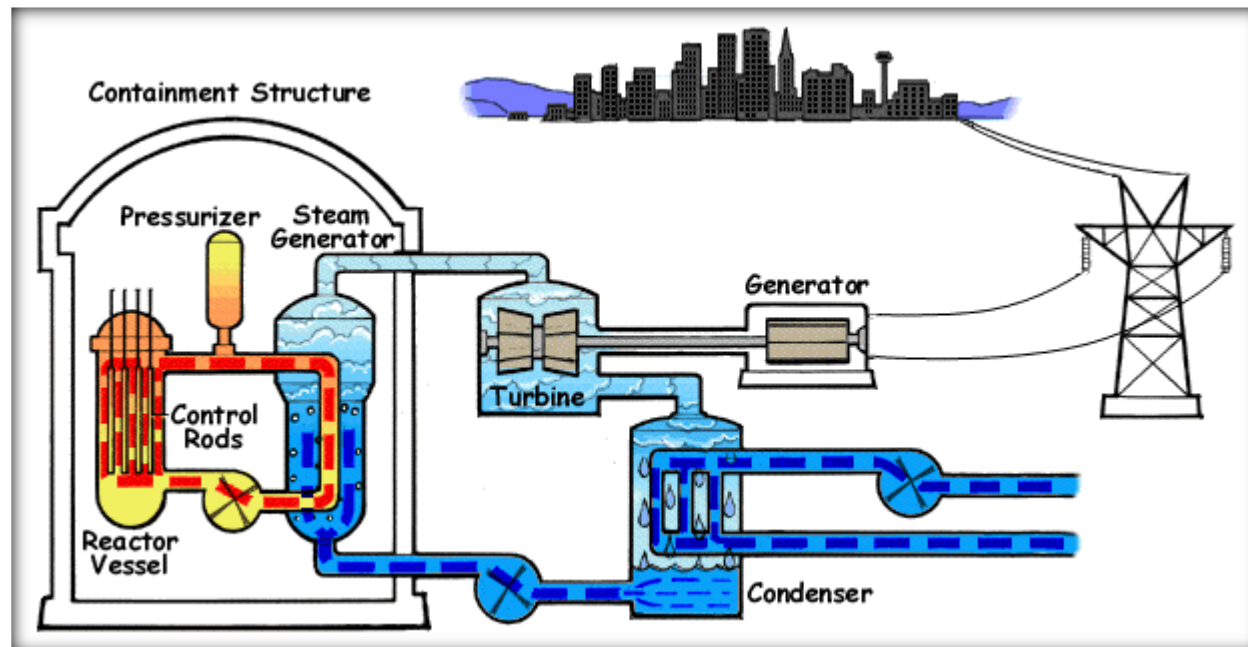 Containment Structure
Pressurizer
Steam
Generator
Generator
Control
Rods
Turbine
Reactor
Vessel
Condenser